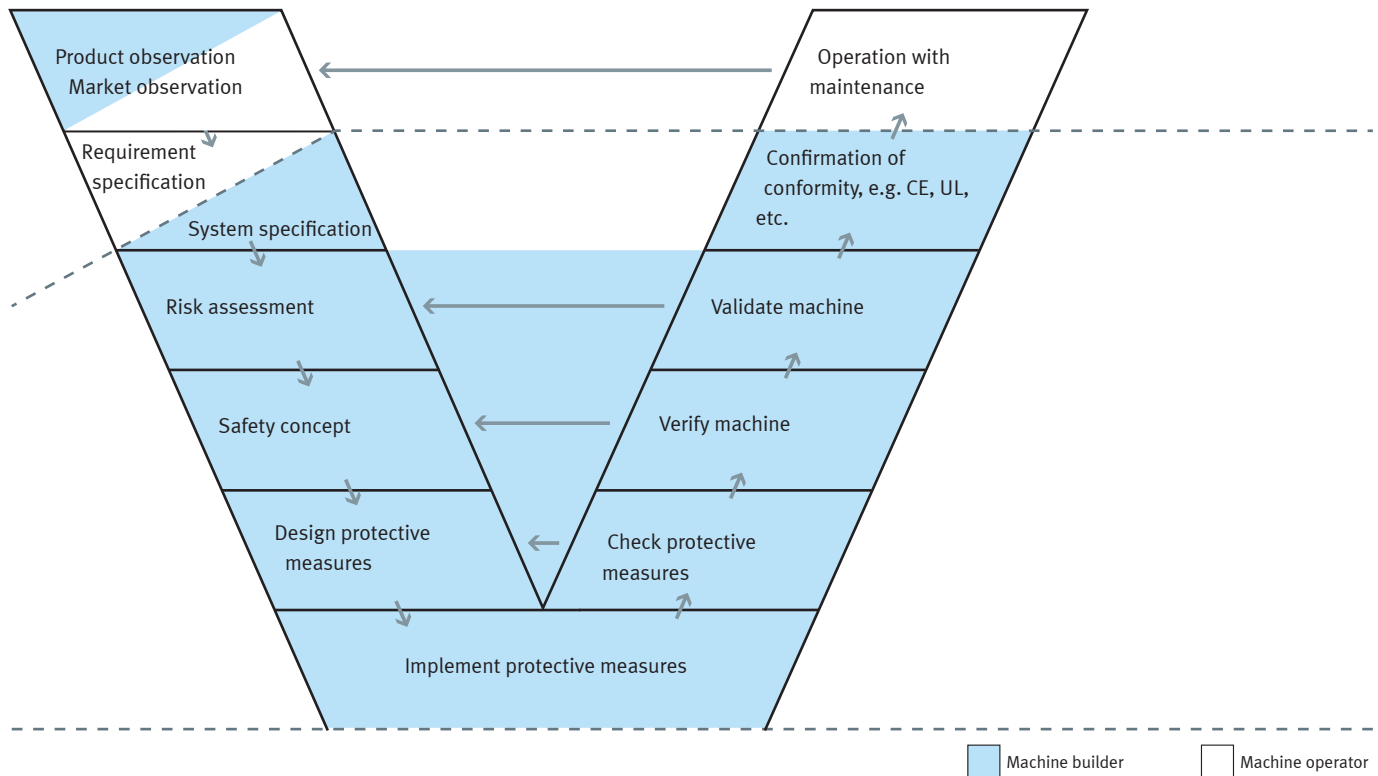 Product observation
Market observation
Operation with
maintenance
Requirement
specification
System specification
Confirmation of
conformity, e.g. CE, UL,
etc.
Risk assessment
Validate machine
Safety concept
Verify machine
Design protective
measures
Check protective
measures
Implement protective measures
Machine builder
Machine operator